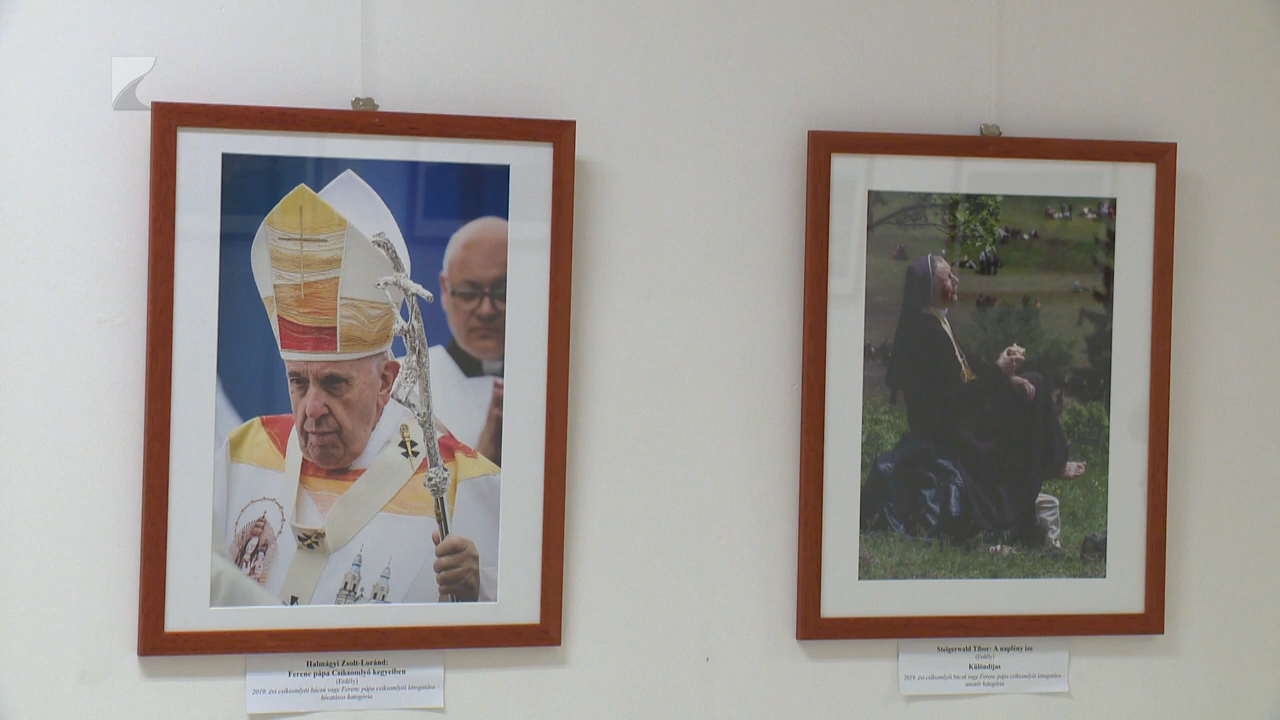 Halmágyi Zsolt-Loránd:
Ferenc pápa Csíksomlyó kegyeiben
(Erdély)
2019. évi csíksomlyói búcsú vagy Ferenc pápa csíksomlyói látogatása -
hivatásos kategória
Steigerwald Tibor: A napfény íze
(Erdély)
Különdíjas
2019. évi csíksomlyói búcsú vagy Ferenc pápa csíksomlyói látogatása -
amatőr kategória